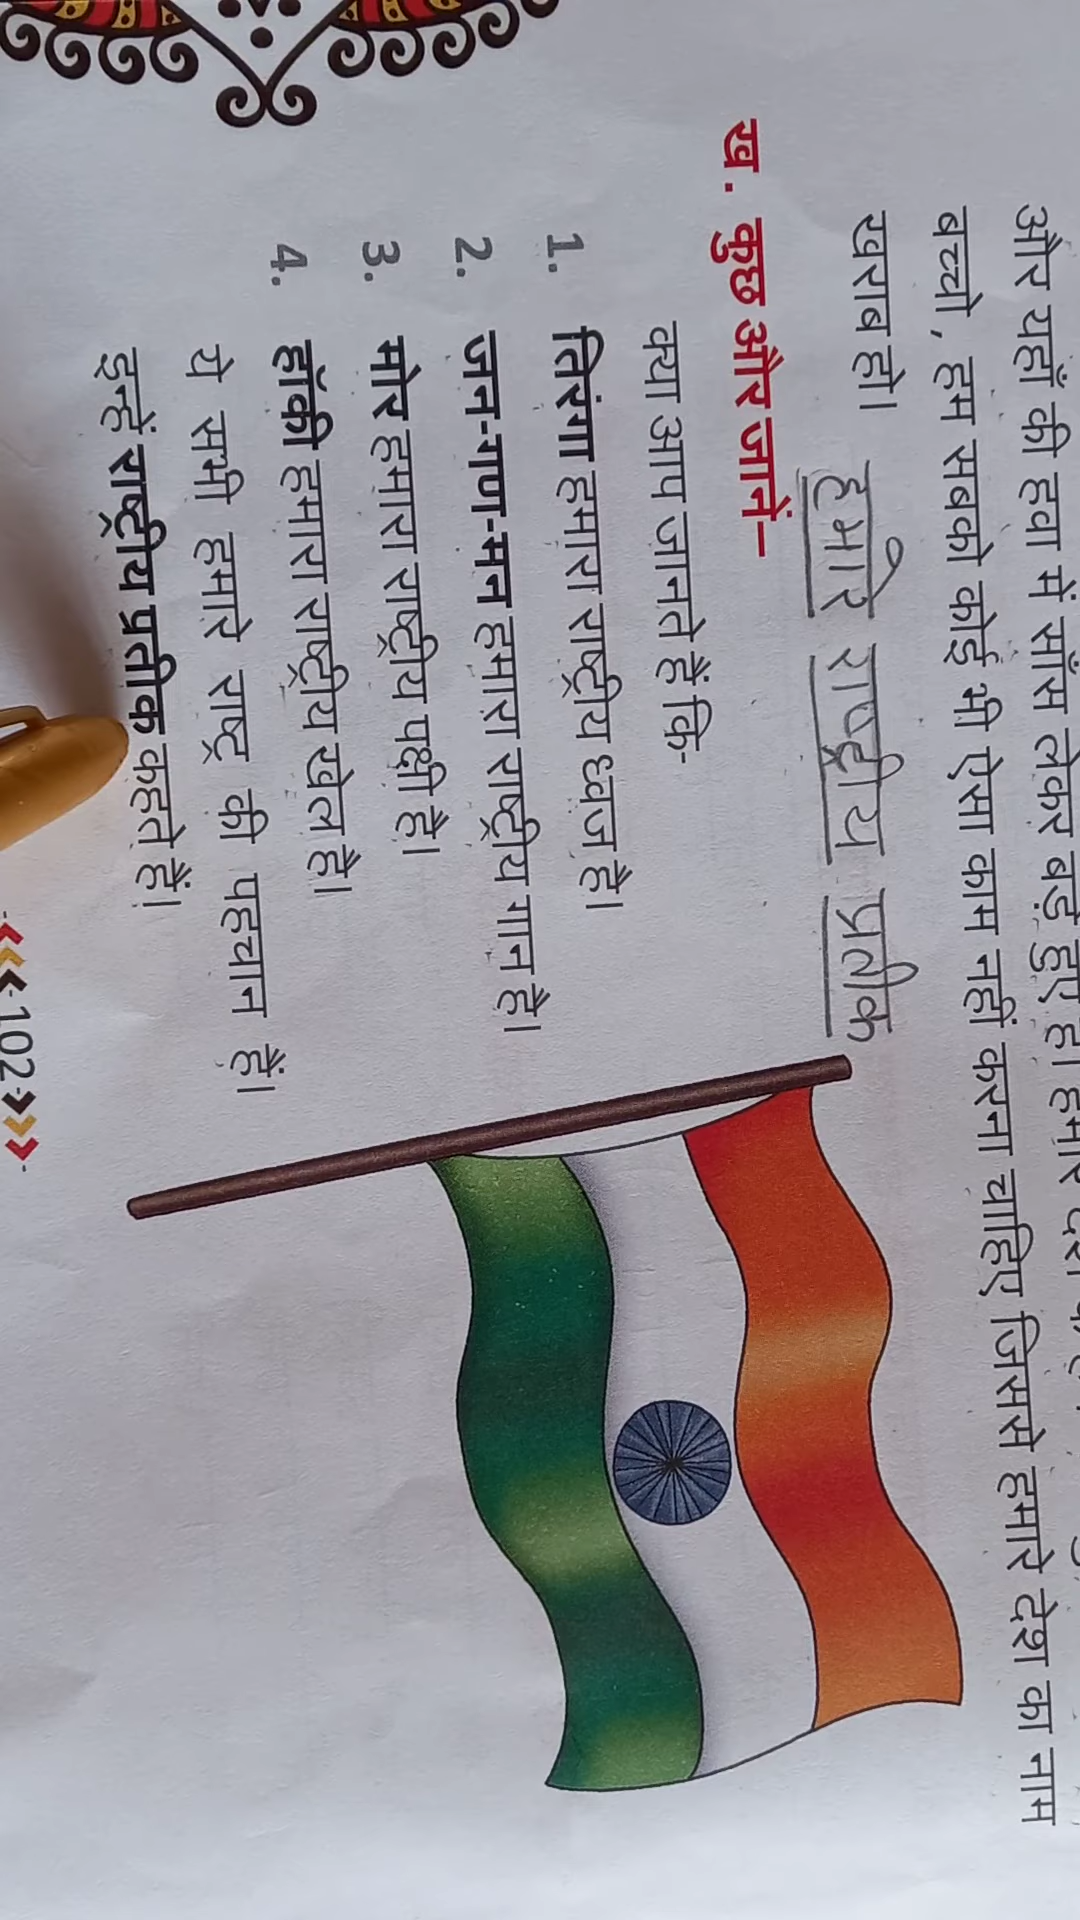 और यहाँ की हवा में साँस लेकर बड़े हुए हैं। हमारे देश
बच्चो, हम सबको कोई भी ऐसा काम नहीं करना चाहिए जिससे हमारे देश का नाम
खराब हो।
हमारे राष्ट्रीय प्रतीक
ख. कुछ और जानें–
क्या आप जानते हैं कि-
1. तिरंगा हमारा राष्ट्रीय ध्वज है।
2. जन-गण-मन हमारा राष्ट्रीय गान है।
3. मोर हमारा राष्ट्रीय पक्षी है।
4. हॉकी हमारा राष्ट्रीय खेल है।
ये सभी हमारे राष्ट्र की पहचान हैं।
इन्हें राष्ट्रीय प्रतीक कहते हैं।
102